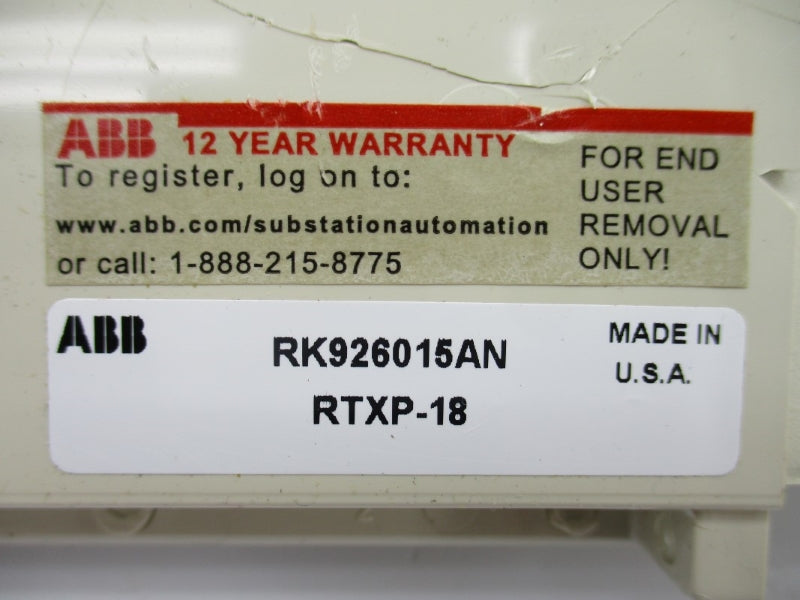 ABB 12 YEAR WARRANTY
To register, log on to:
www.abb.com/substationautomation
or call: 1-888-215-8775
FOR END
USER
REMOVAL
ONLY!
ABB
RK926015AN
RTXP-18
MADE IN
U.S.A.